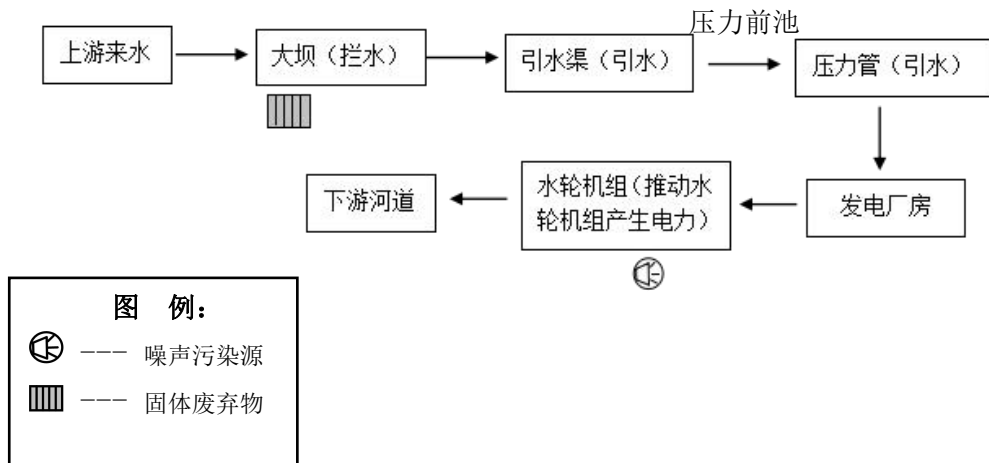 压力前池
上游来水
大坝（拦水）
引水渠（引水）
压力管（引水）
下游河道
水轮机组（推动水
轮机组产生电力）
发电厂房
图 例：
--- 噪声污染源
--- 固体废弃物